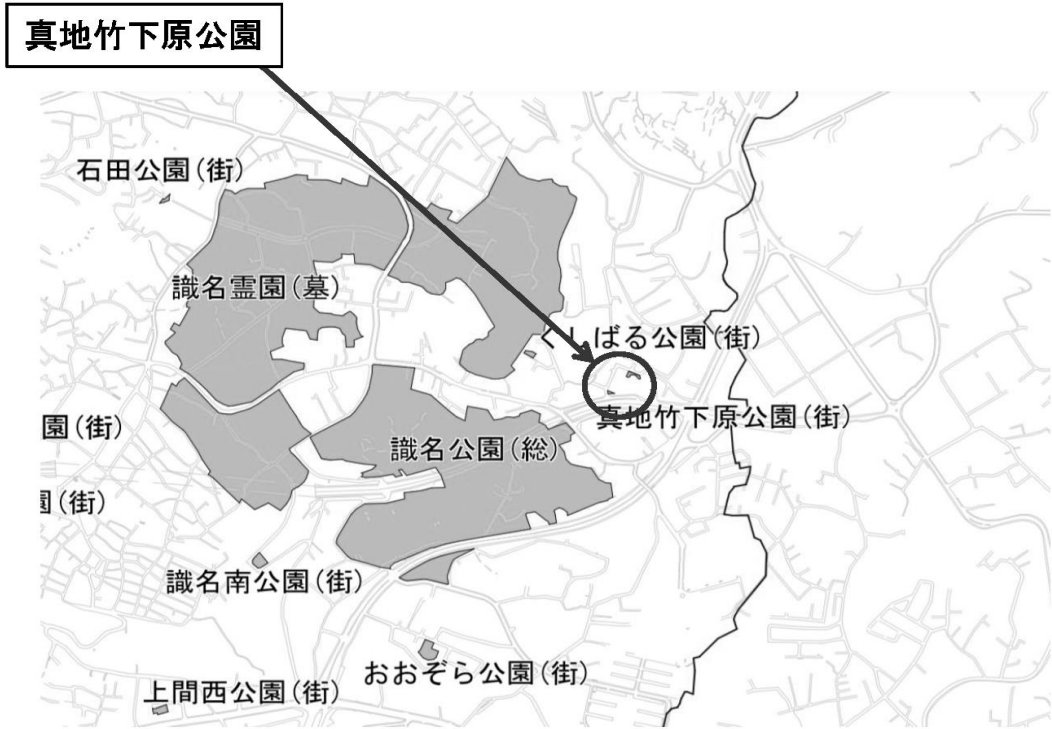 真地竹下原公園
石田公園(街)
識名霊園(墓)
くしばる公園(街)
真地竹下原公園(街)
園(街)
識名公園(総)
園(街)
識名南公園(街)
おおぞら公園(街)
上間西公園(街)